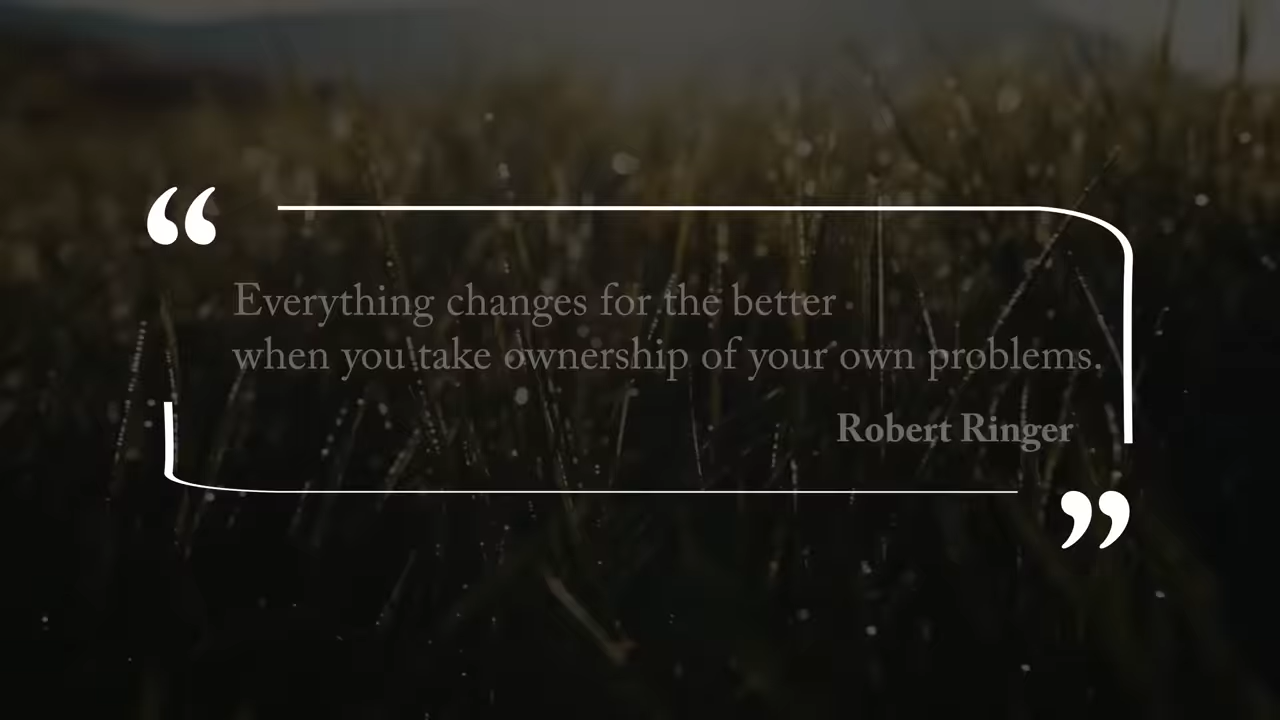 “
Everything changes for the better
when you take ownership of your own problems.
Robert Ringer
”